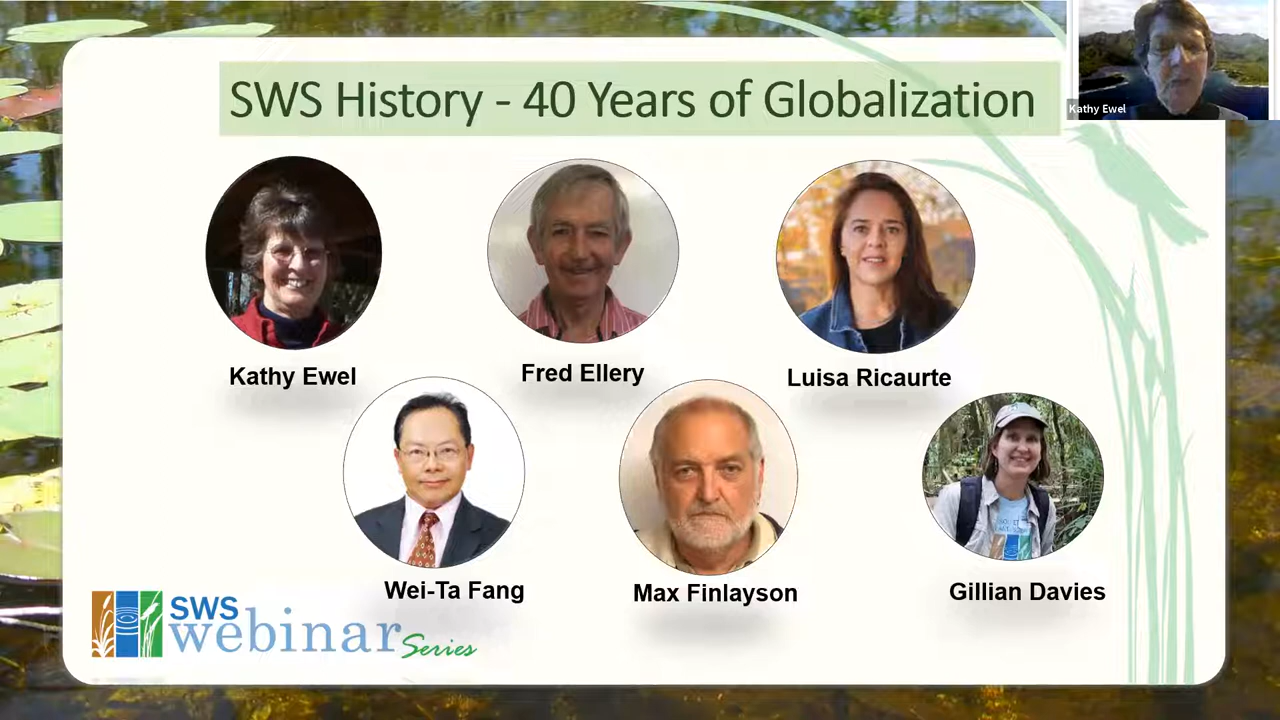 SWS History - 40 Years of Globalization
Kathy Ewel
Kathy Ewel
Fred Ellery
Luisa Ricaurte
Wei-Ta Fang
Max Finlayson
Gillian Davies
SWS
webinar
Series